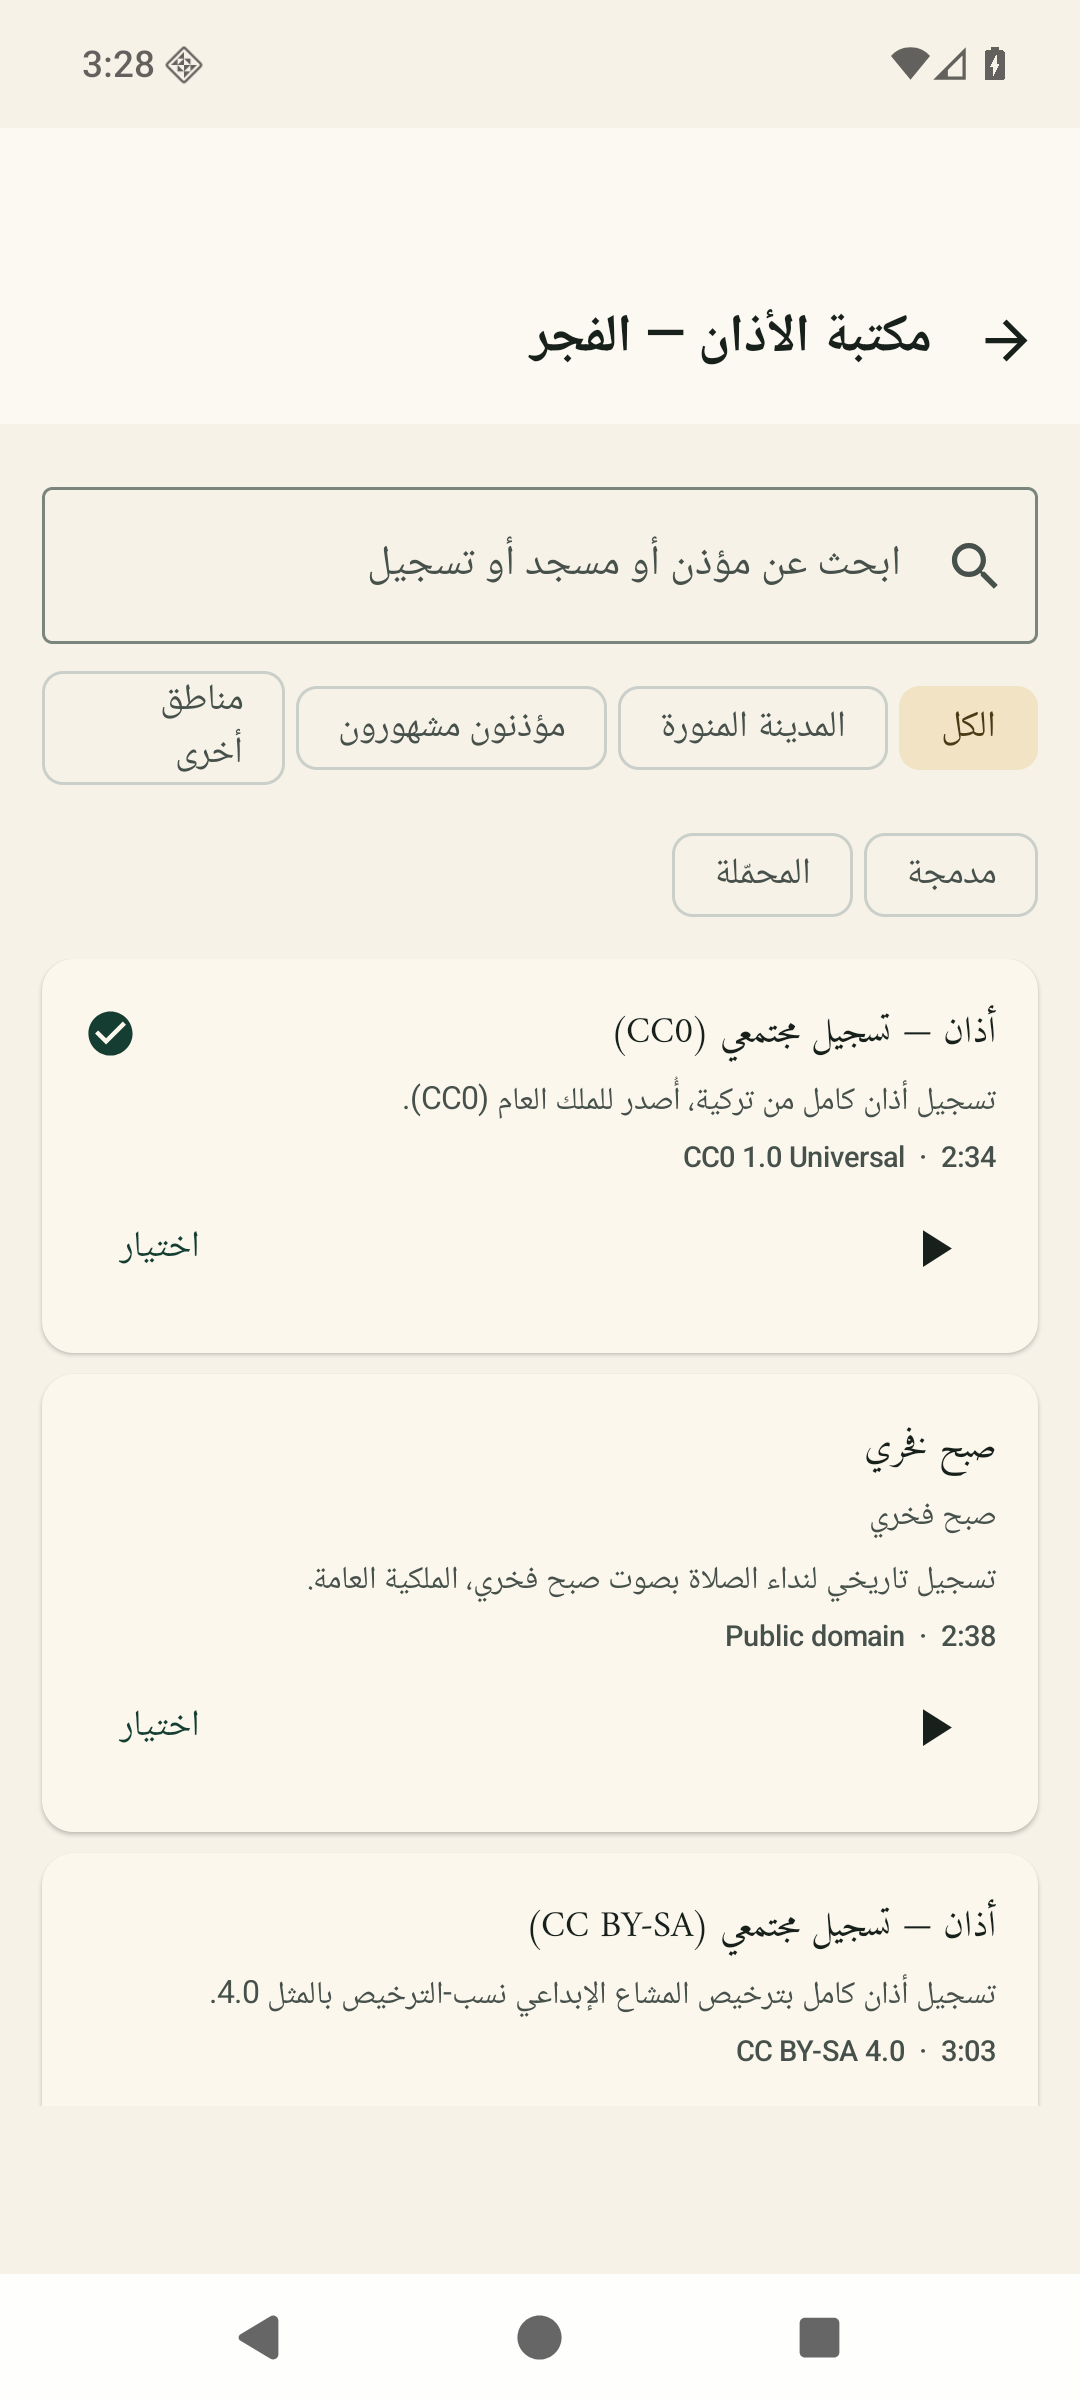 3:28
مكتبة الأذان — الفجر
ابحث عن مؤذن أو مسجد أو تسجيل
الكل
المدينة المنورة
مؤذنون مشهورون
مناطق
أخرى
مدمجة
المحمّلة
أذان — تسجيل مجتمعي (CC0)
تسجيل أذان كامل من تركية، أُصدر للملك العام (CC0).
2:34 · CC0 1.0 Universal
اختيار
صبح فخري
صبح فخري
تسجيل تاريخي لنداء الصلاة بصوت صبح فخري، الملكية العامة.
2:38 · Public domain
اختيار
أذان — تسجيل مجتمعي (CC BY-SA)
تسجيل أذان كامل بترخيص المشاع الإبداعي نسب-الترخيص بالمثل 4.0.
3:03 · CC BY-SA 4.0